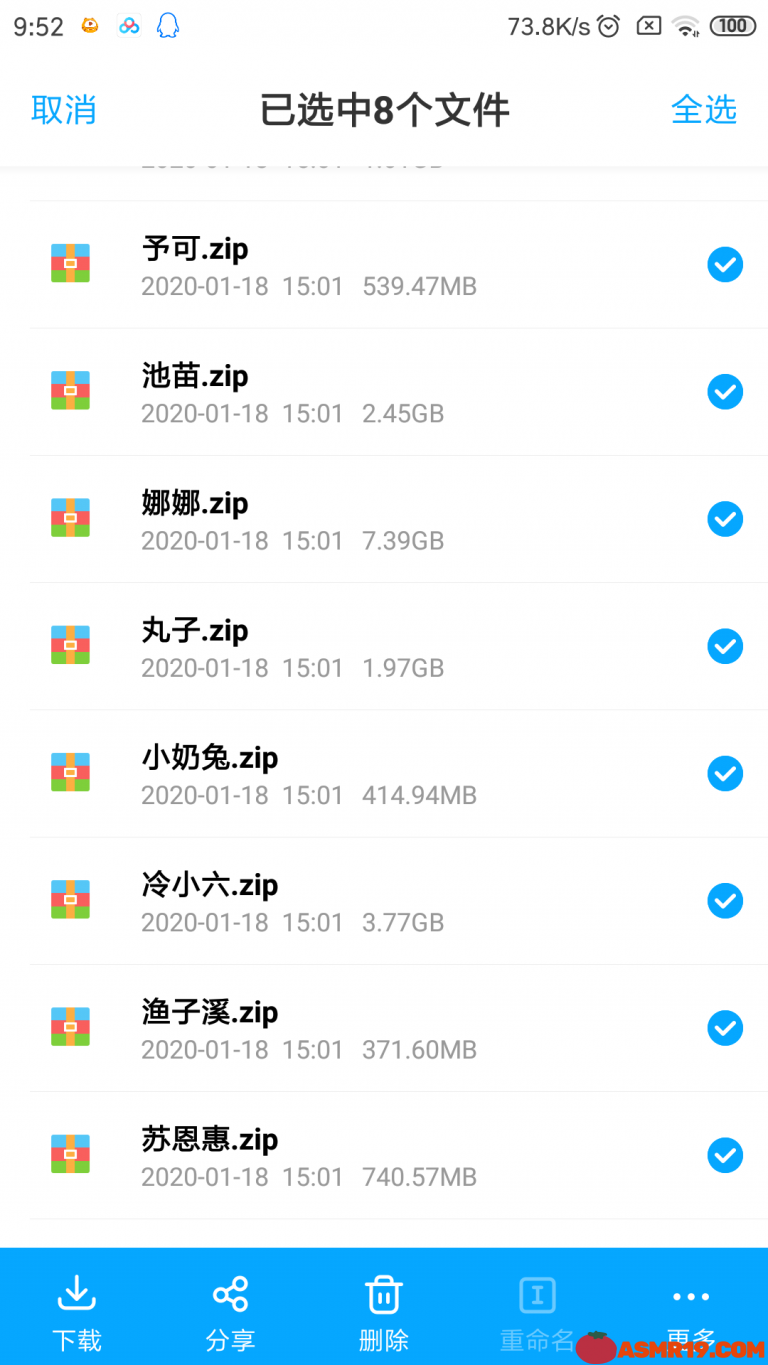 9:52 73.8K/s 100
取消 已选中8个文件 全选
予可.zip
2020-01-18 15:01 539.47MB
池苗.zip
2020-01-18 15:01 2.45GB
娜娜.zip
2020-01-18 15:01 7.39GB
丸子.zip
2020-01-18 15:01 1.97GB
小奶兔.zip
2020-01-18 15:01 414.94MB
冷小六.zip
2020-01-18 15:01 3.77GB
渔子溪.zip
2020-01-18 15:01 371.60MB
苏恩惠.zip
2020-01-18 15:01 740.57MB
下载 分享 删除 重命名 更多
ASMR19.COM